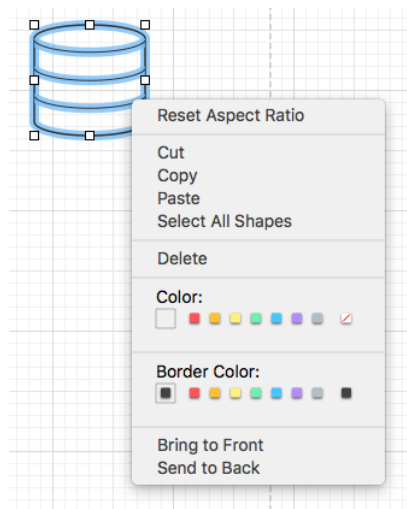 Reset Aspect Ratio
Cut
Copy
Paste
Select All Shapes
Delete
Color:
Border Color:
Bring to Front
Send to Back